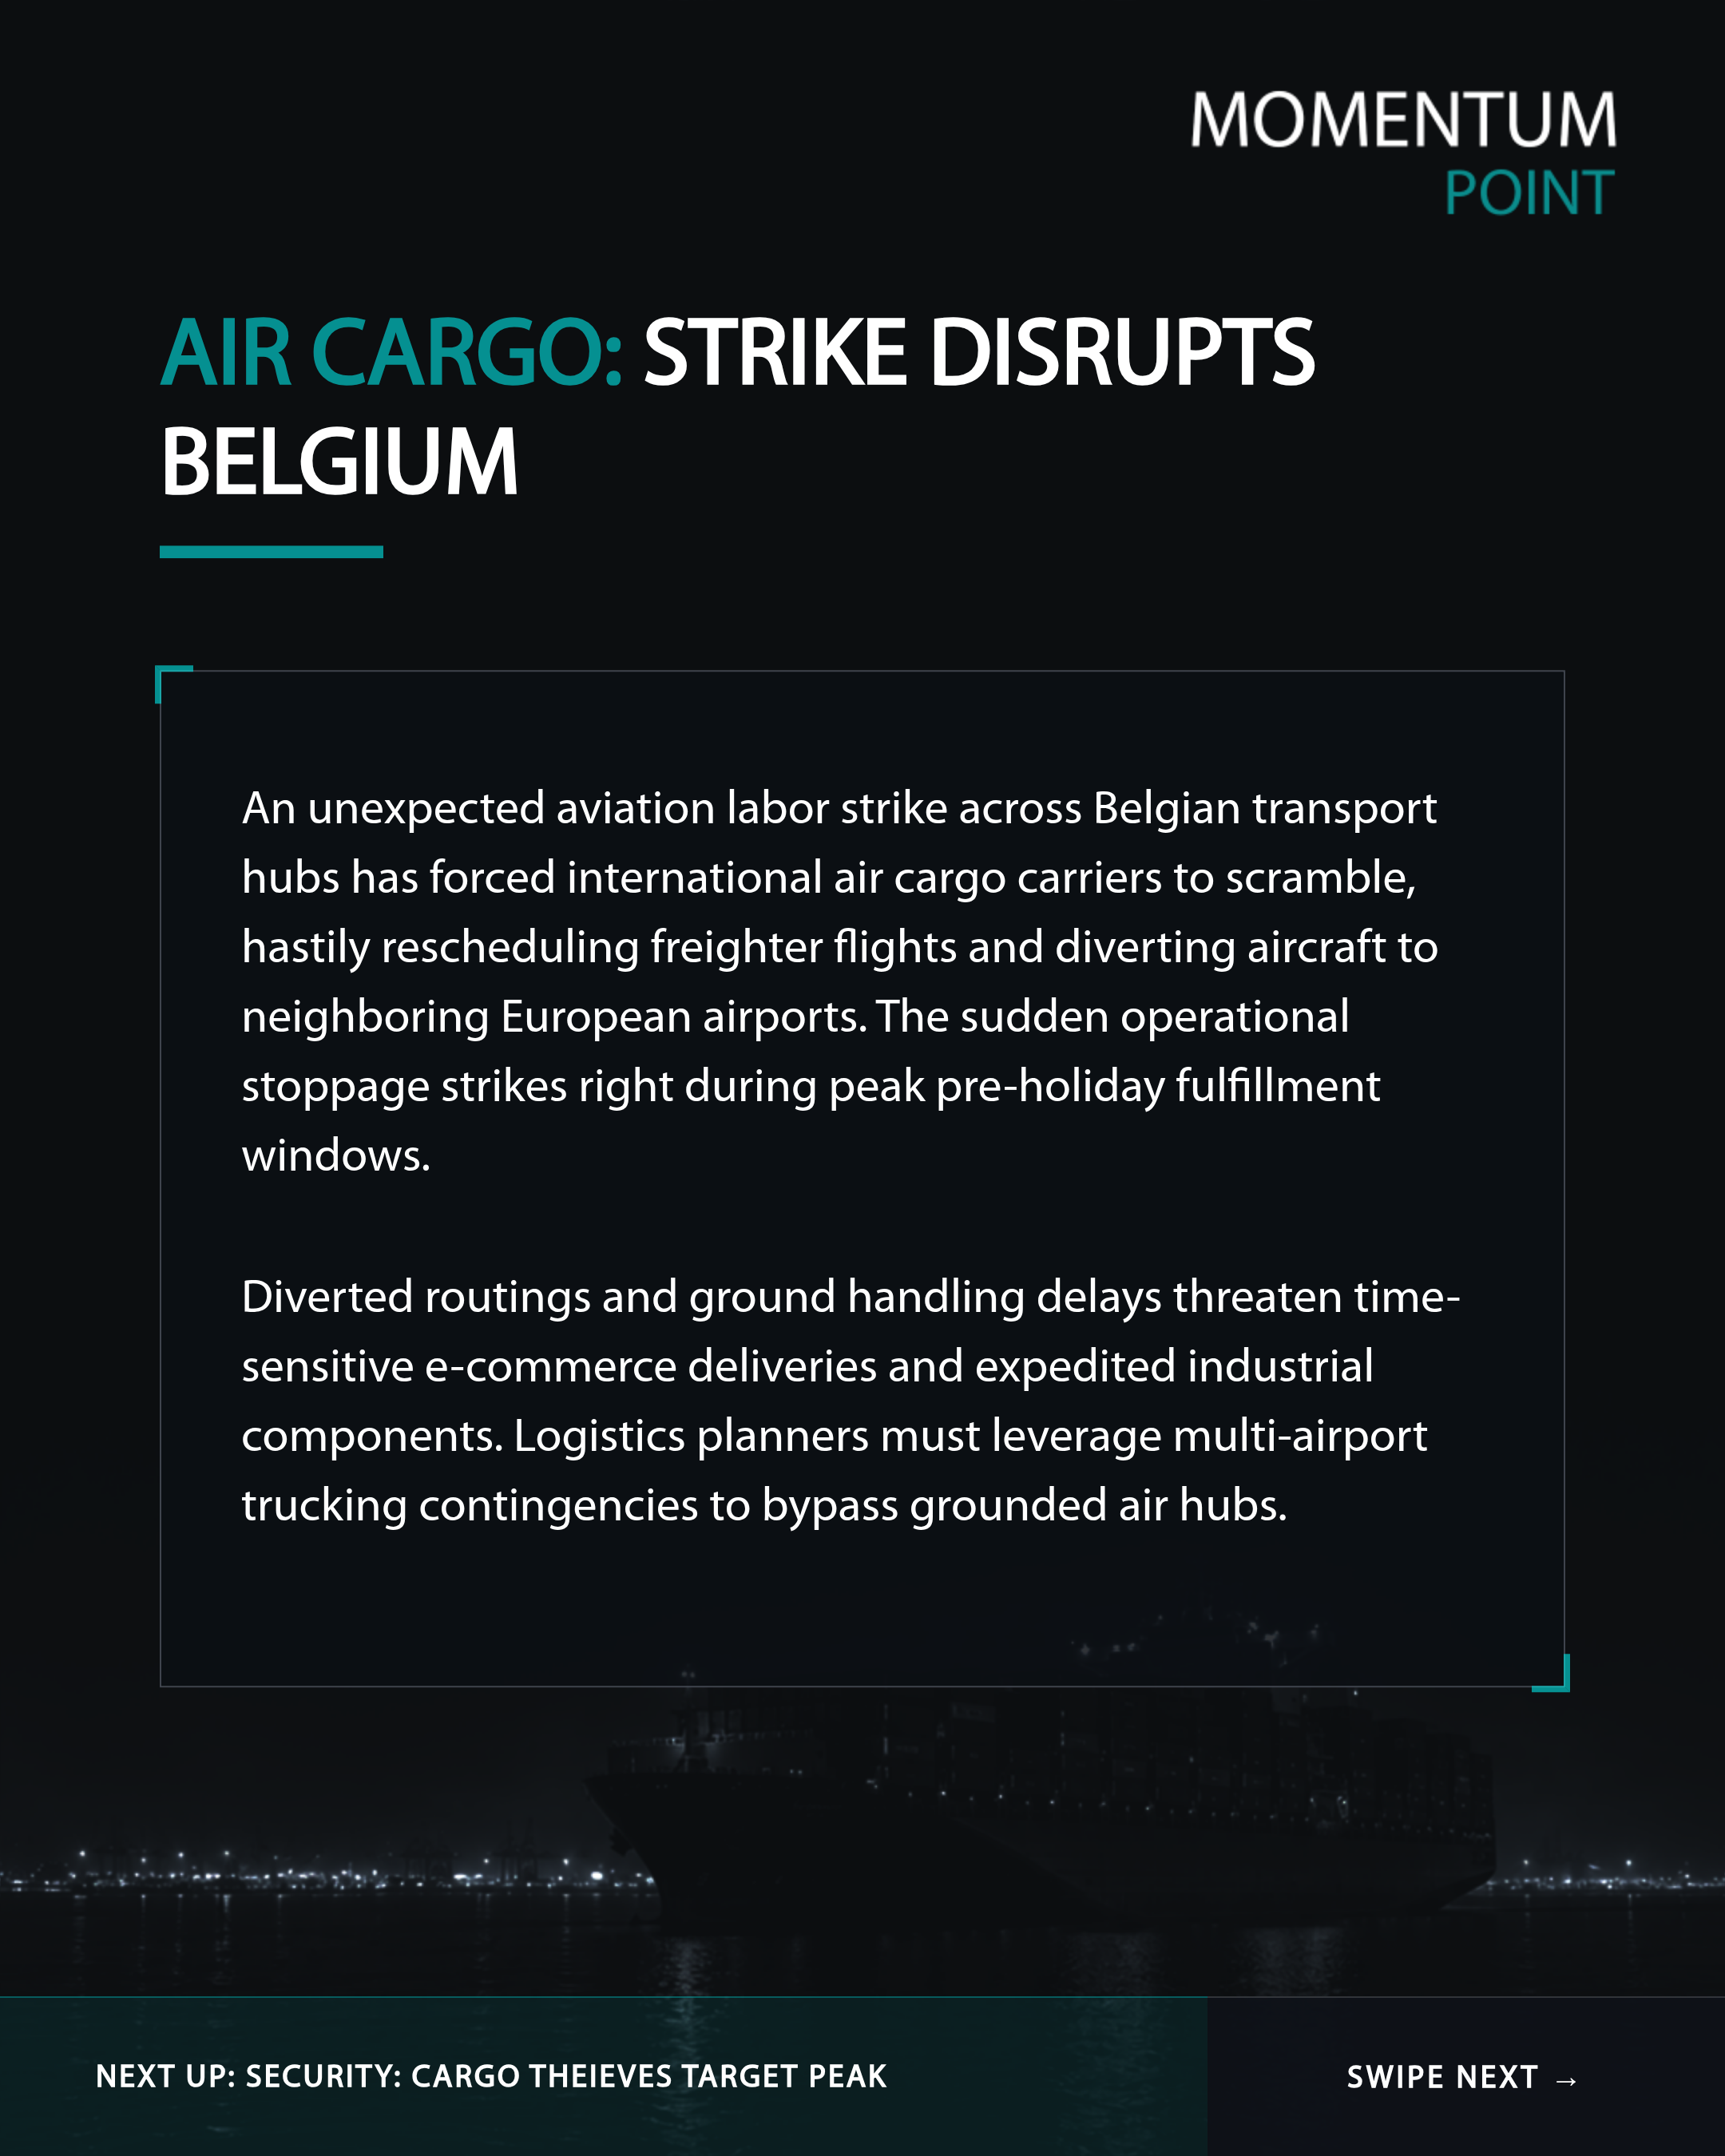 MOMENTUM
POINT
AIR CARGO: STRIKE DISRUPTS
BELGIUM
An unexpected aviation labor strike across Belgian transport
hubs has forced international air cargo carriers to scramble,
hastily rescheduling freighter flights and diverting aircraft to
neighboring European airports. The sudden operational
stoppage strikes right during peak pre-holiday fulfillment
windows.
Diverted routings and ground handling delays threaten time-
sensitive e-commerce deliveries and expedited industrial
components. Logistics planners must leverage multi-airport
trucking contingencies to bypass grounded air hubs.
NEXT UP: SECURITY: CARGO THEIEVES TARGET PEAK
SWIPE NEXT →